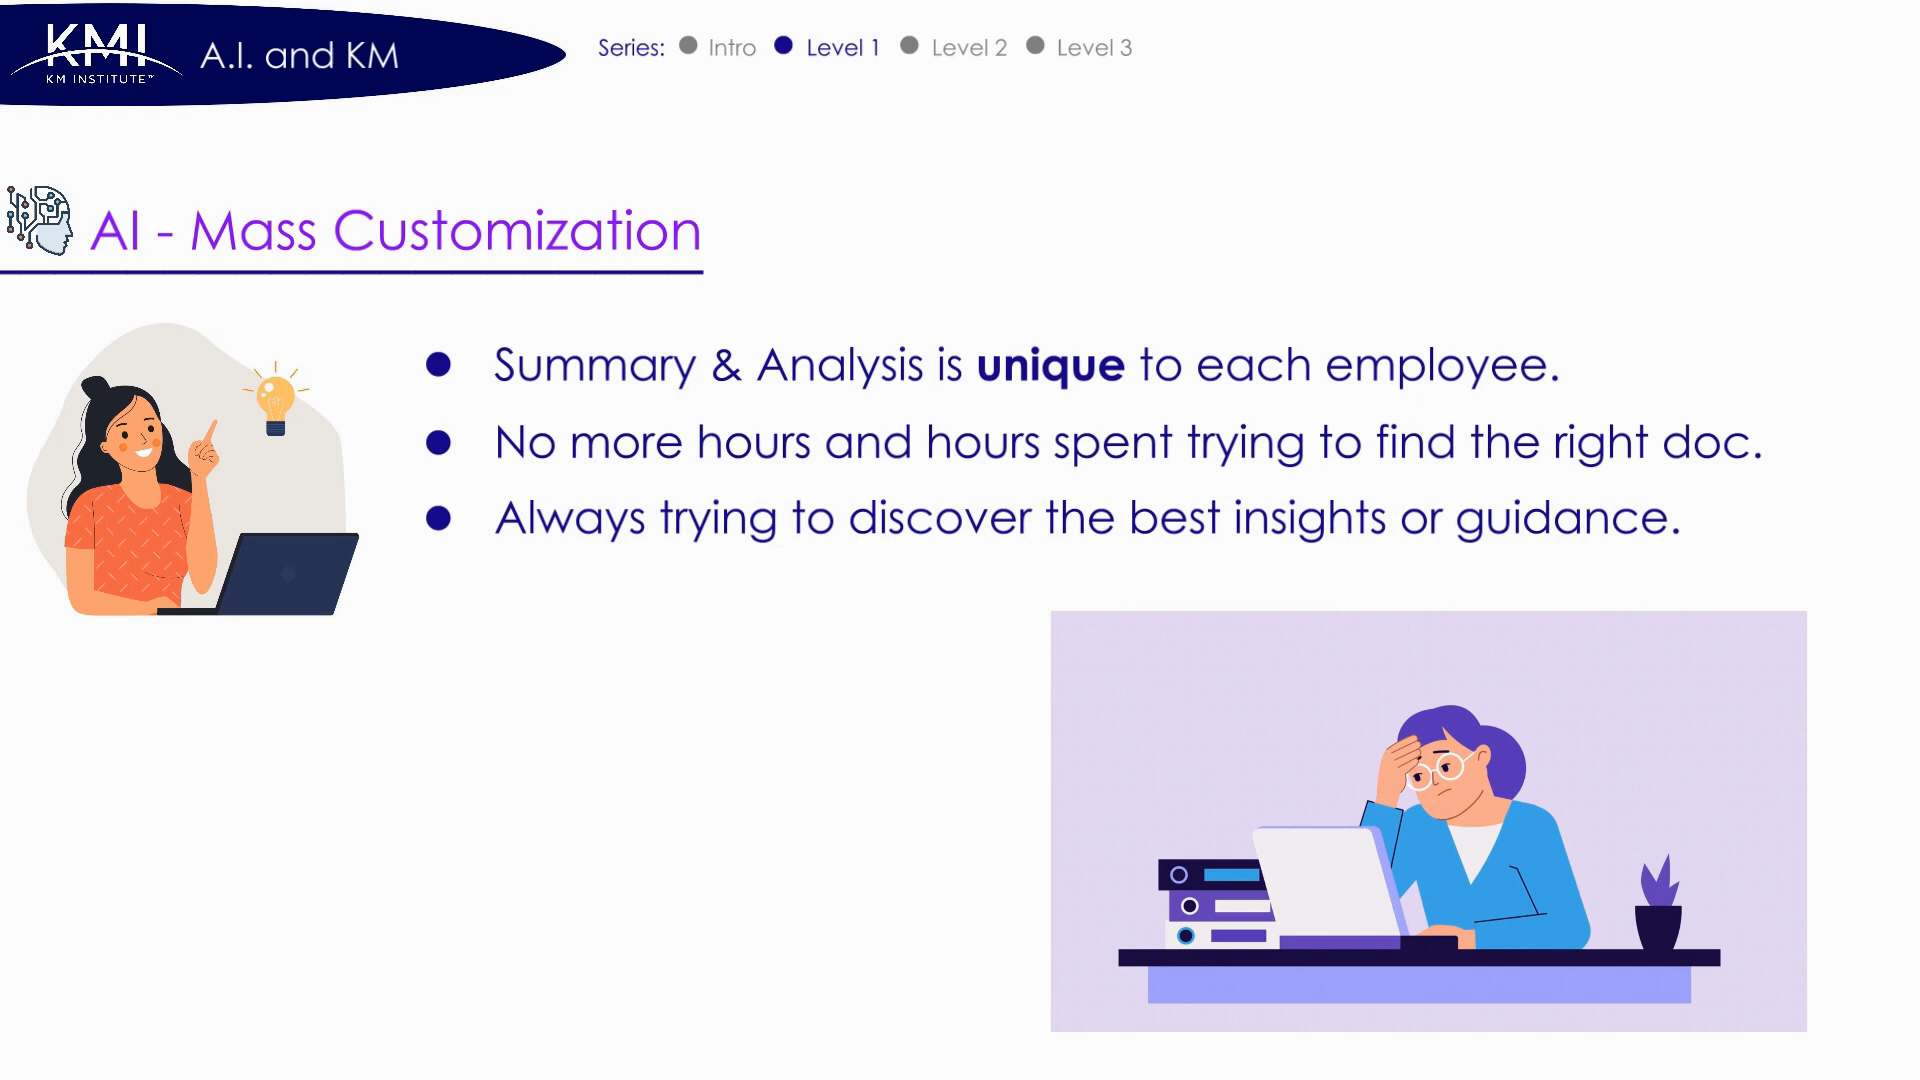 KMI
KM INSTITUTE™
A.I. and KM
Series: Intro Level 1 Level 2 Level 3
AI - Mass Customization
● Summary & Analysis is unique to each employee.
● No more hours and hours spent trying to find the right doc.
● Always trying to discover the best insights or guidance.